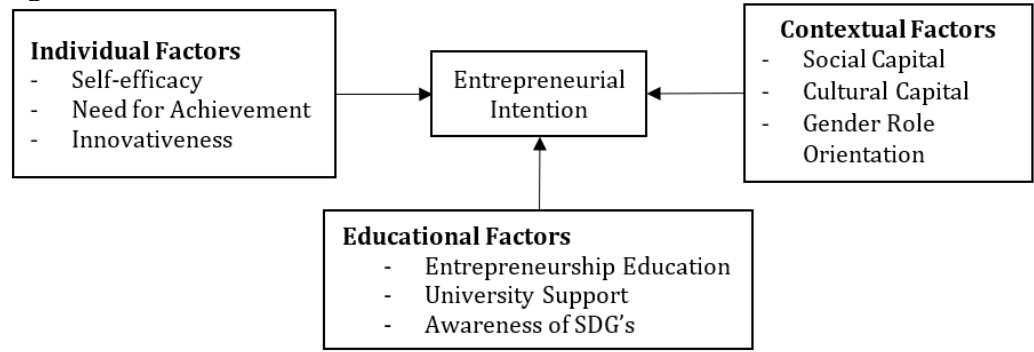 Individual Factors
- Self-efficacy
- Need for Achievement
- Innovativeness
Entrepreneurial
Intention
Contextual Factors
- Social Capital
- Cultural Capital
- Gender Role
Orientation
Educational Factors
- Entrepreneurship Education
- University Support
- Awareness of SDG's